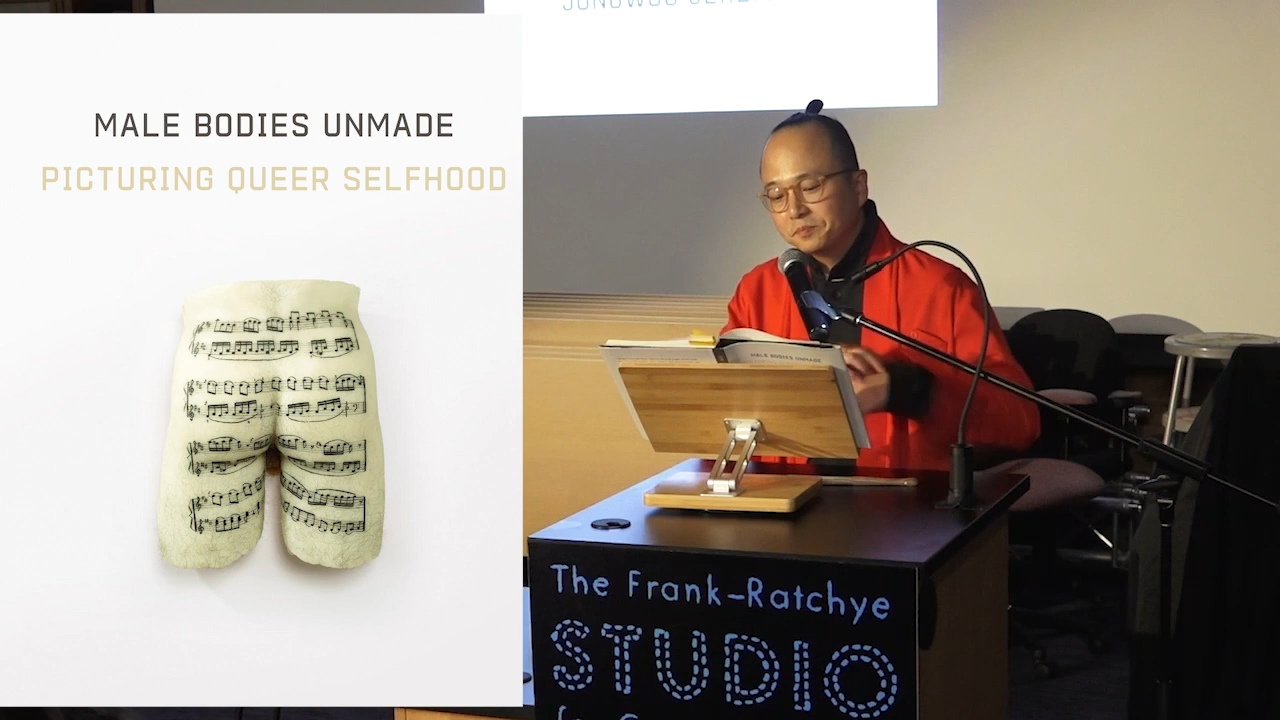 MALE BODIES UNMADE
PICTURING QUEER SELFHOOD
MALE BODIES UNMADE
The Frank-Ratchye
STUDIO